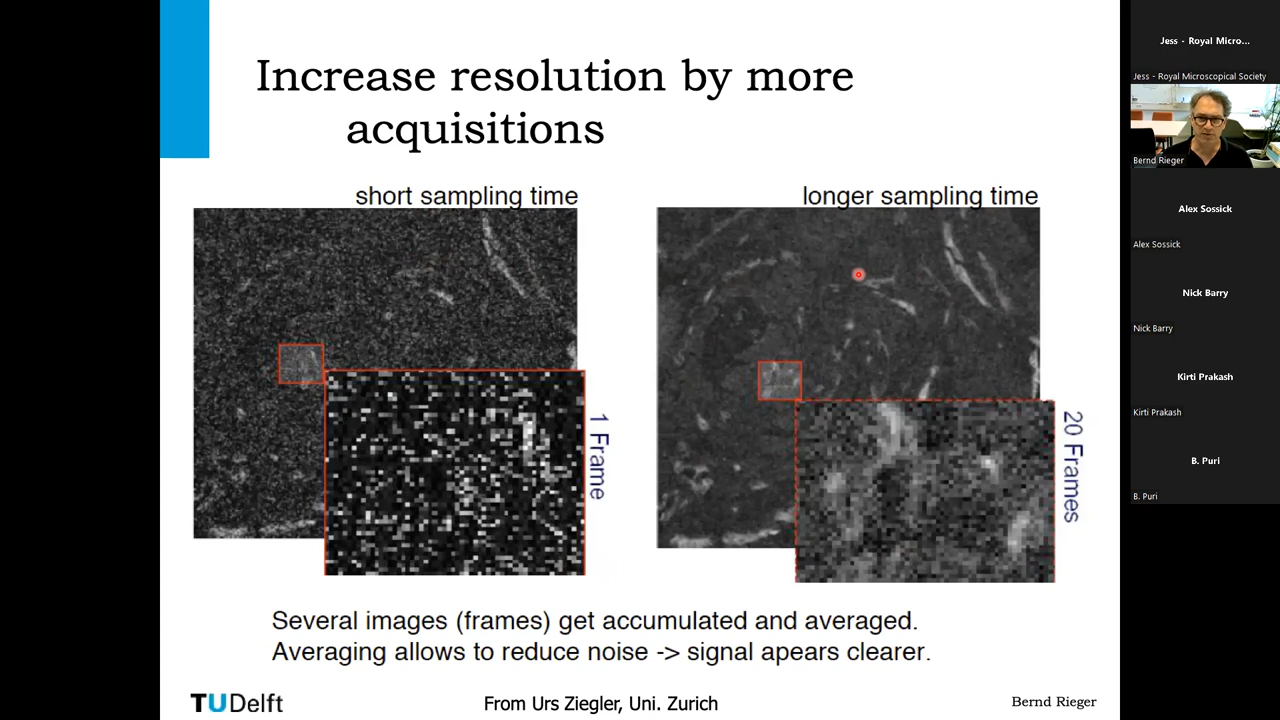 Increase resolution by more
acquisitions
short sampling time
longer sampling time
1 Frame
20 Frames
Several images (frames) get accumulated and averaged.
Averaging allows to reduce noise -> signal apears clearer.
TUDelft
From Urs Ziegler, Uni. Zurich
Bernd Rieger
Jess - Royal Micro...
Jess - Royal Microscopical Society
Bernd Rieger
Alex Sossick
Alex Sossick
Nick Barry
Nick Barry
Kirti Prakash
Kirti Prakash
B. Puri
B. Puri